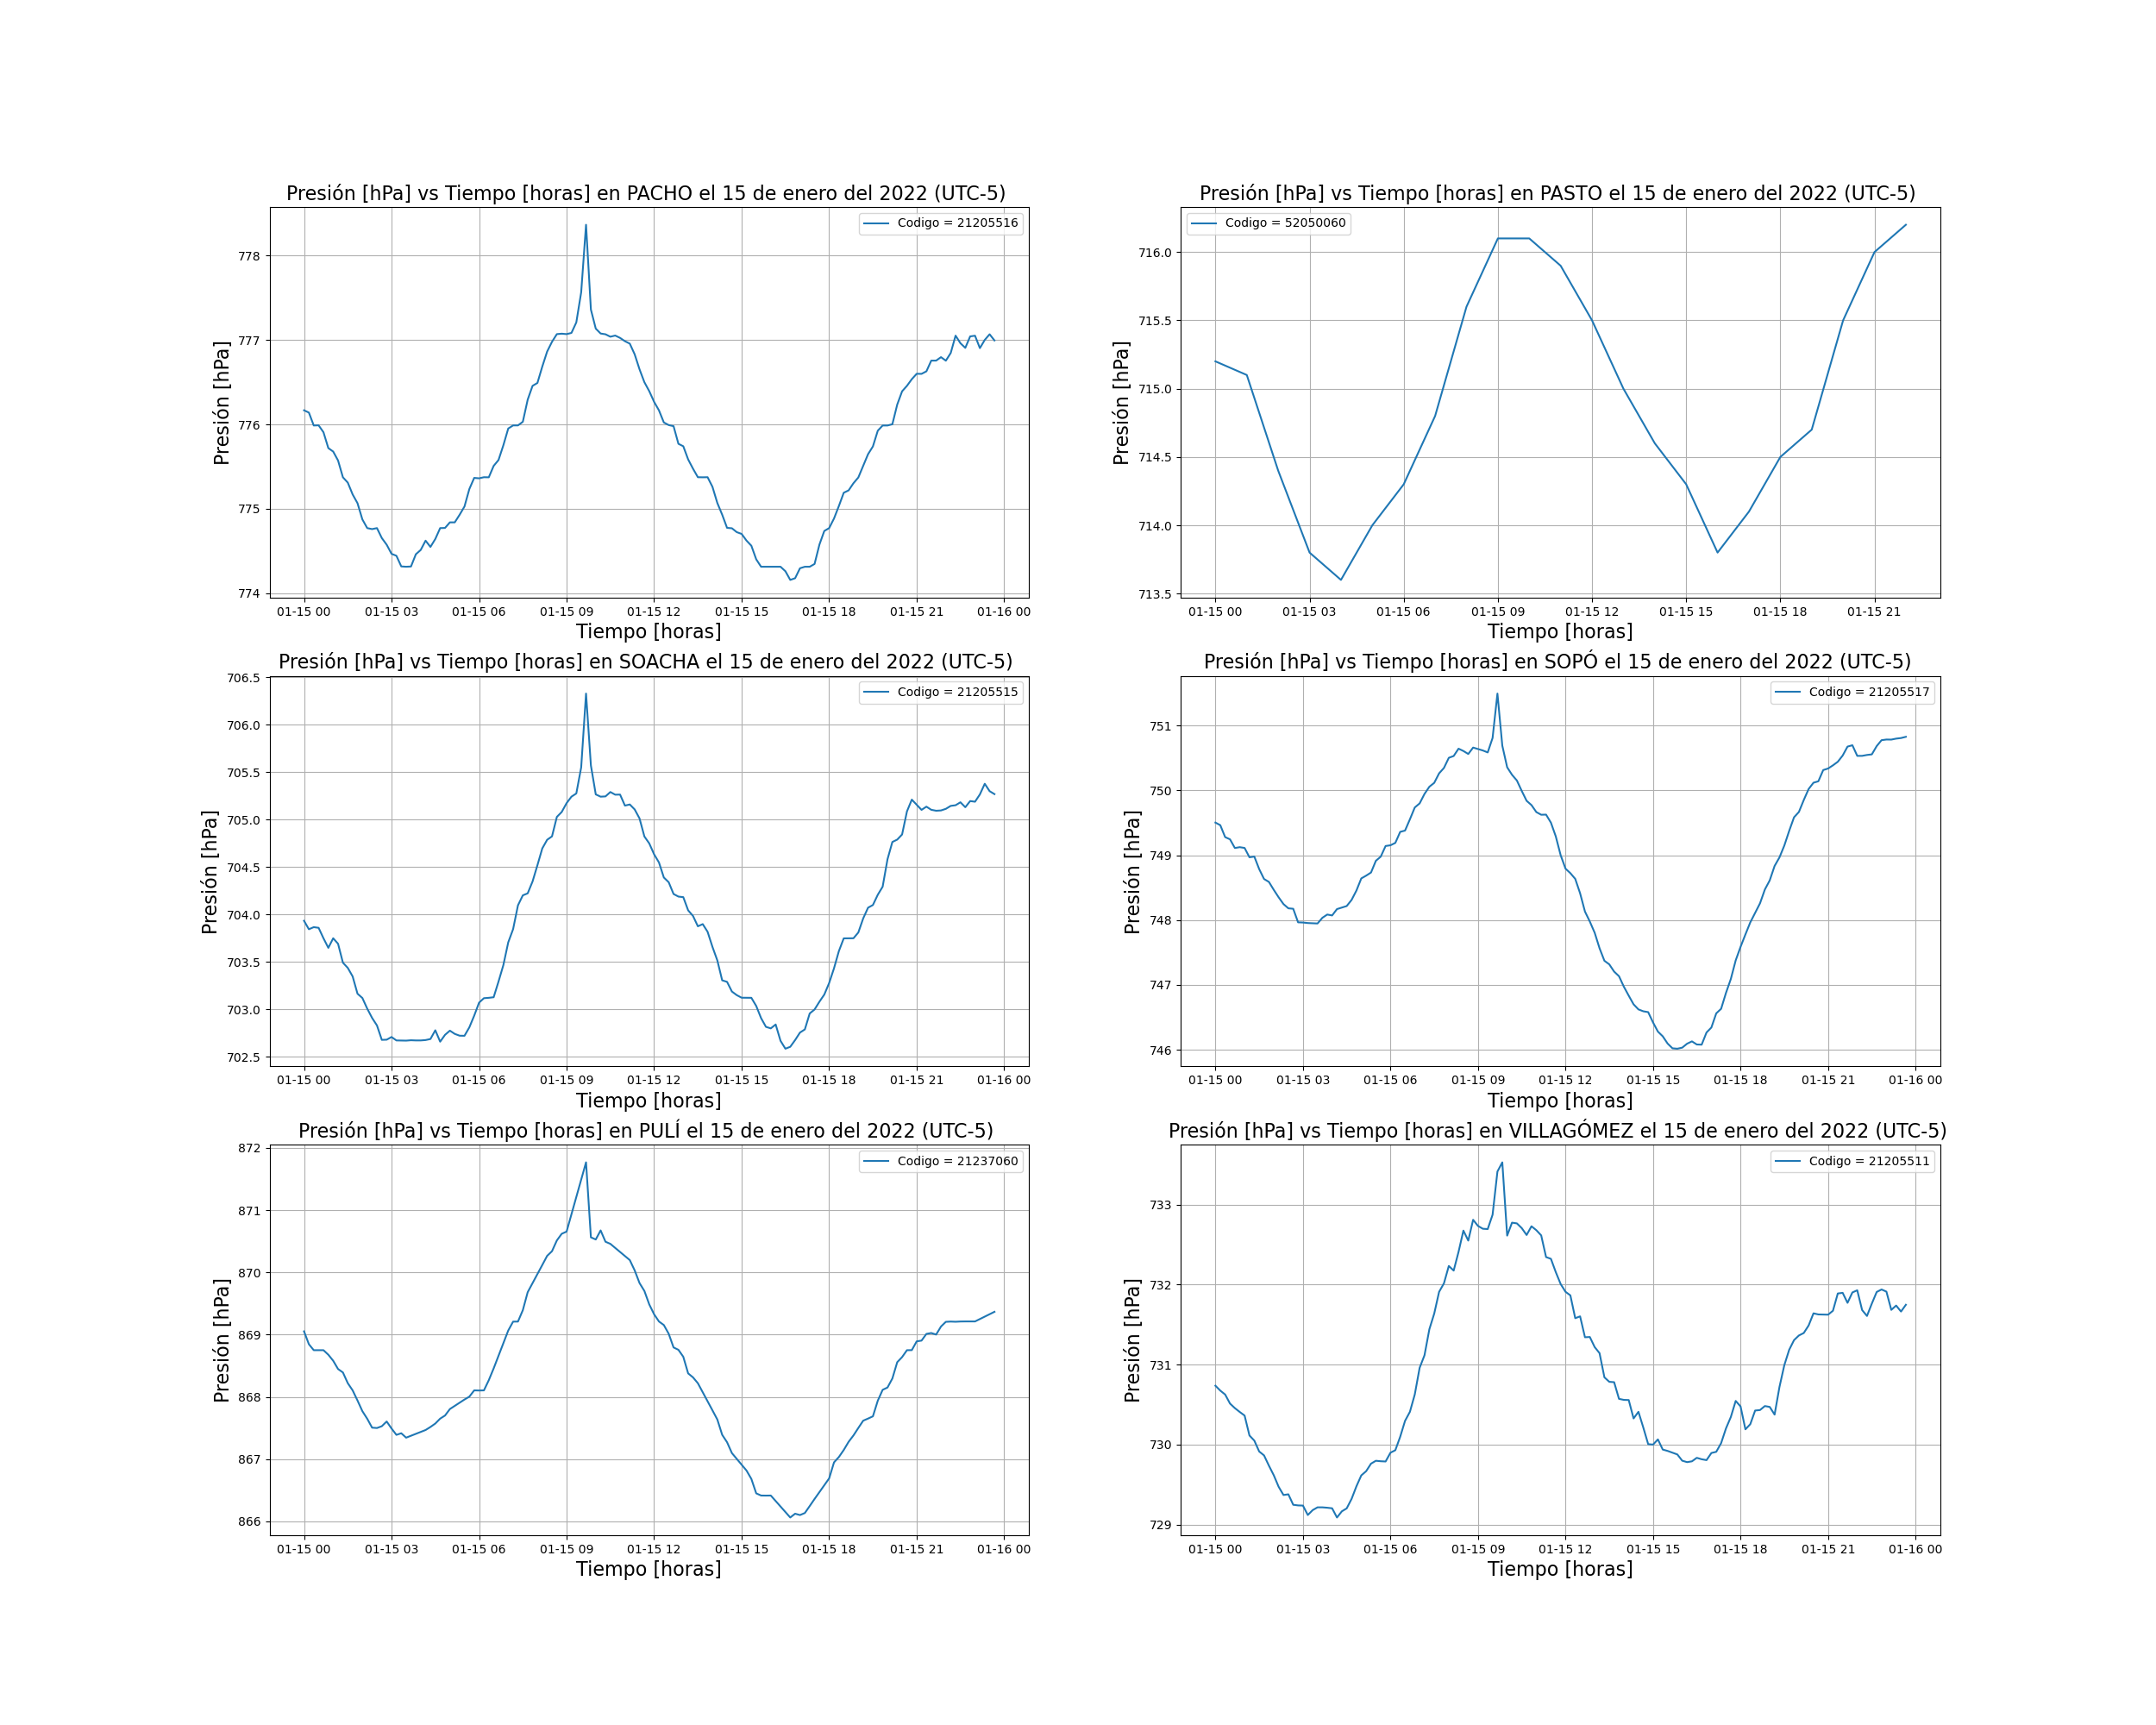 Presión [hPa] vs Tiempo [horas] en PACHO el 15 de enero del 2022 (UTC-5)
Codigo = 21205516
Presión [hPa]
778
777
776
775
774
01-15 00 01-15 03 01-15 06 01-15 09 01-15 12 01-15 15 01-15 18 01-15 21 01-16 00
Tiempo [horas]
Presión [hPa] vs Tiempo [horas] en PASTO el 15 de enero del 2022 (UTC-5)
Codigo = 52050060
Presión [hPa]
716.0
715.5
715.0
714.5
714.0
713.5
01-15 00 01-15 03 01-15 06 01-15 09 01-15 12 01-15 15 01-15 18 01-15 21
Tiempo [horas]
Presión [hPa] vs Tiempo [horas] en SOACHA el 15 de enero del 2022 (UTC-5)
Codigo = 21205515
Presión [hPa]
706.5
706.0
705.5
705.0
704.5
704.0
703.5
703.0
702.5
01-15 00 01-15 03 01-15 06 01-15 09 01-15 12 01-15 15 01-15 18 01-15 21 01-16 00
Tiempo [horas]
Presión [hPa] vs Tiempo [horas] en SOPÓ el 15 de enero del 2022 (UTC-5)
Codigo = 21205517
Presión [hPa]
751
750
749
748
747
746
01-15 00 01-15 03 01-15 06 01-15 09 01-15 12 01-15 15 01-15 18 01-15 21 01-16 00
Tiempo [horas]
Presión [hPa] vs Tiempo [horas] en PULÍ el 15 de enero del 2022 (UTC-5)
Codigo = 21237060
Presión [hPa]
872
871
870
869
868
867
866
01-15 00 01-15 03 01-15 06 01-15 09 01-15 12 01-15 15 01-15 18 01-15 21 01-16 00
Tiempo [horas]
Presión [hPa] vs Tiempo [horas] en VILLAGÓMEZ el 15 de enero del 2022 (UTC-5)
Codigo = 21205511
Presión [hPa]
733
732
731
730
729
01-15 00 01-15 03 01-15 06 01-15 09 01-15 12 01-15 15 01-15 18 01-15 21 01-16 00
Tiempo [horas]